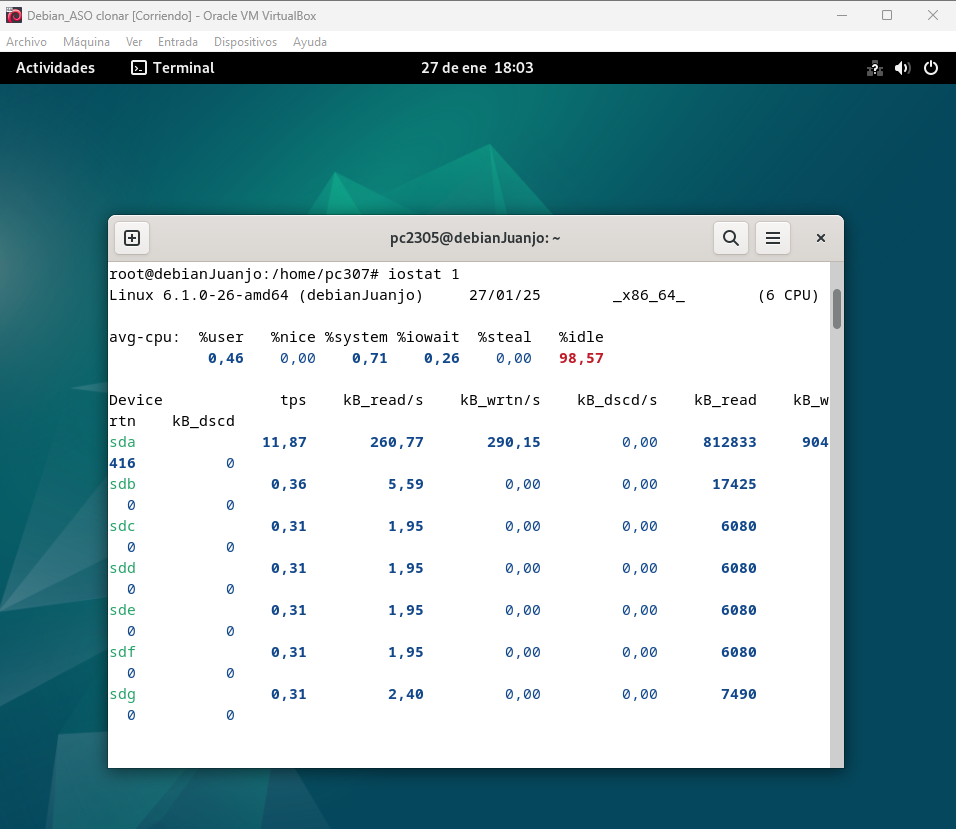 Debian_ASO clonar [Corriendo] - Oracle VM VirtualBox
Archivo Máquina Ver Entrada Dispositivos Ayuda
Actividades Terminal 27 de ene 18:03
pc2305@debianJuanjo: ~
root@debianJuanjo:/home/pc307# iostat 1
Linux 6.1.0-26-amd64 (debianJuanjo) 27/01/25 _x86_64_ (6 CPU)
avg-cpu: %user %nice %system %iowait %steal %idle
0,46 0,00 0,71 0,26 0,00 98,57
Device tps kB_read/s kB_wrtn/s kB_dscd/s kB_read kB_w
rtn kB_dscd
sda 11,87 260,77 290,15 0,00 812833 904
416 0
sdb 0,36 5,59 0,00 0,00 17425
0 0
sdc 0,31 1,95 0,00 0,00 6080
0 0
sdd 0,31 1,95 0,00 0,00 6080
0 0
sde 0,31 1,95 0,00 0,00 6080
0 0
sdf 0,31 1,95 0,00 0,00 6080
0 0
sdg 0,31 2,40 0,00 0,00 7490
0 0